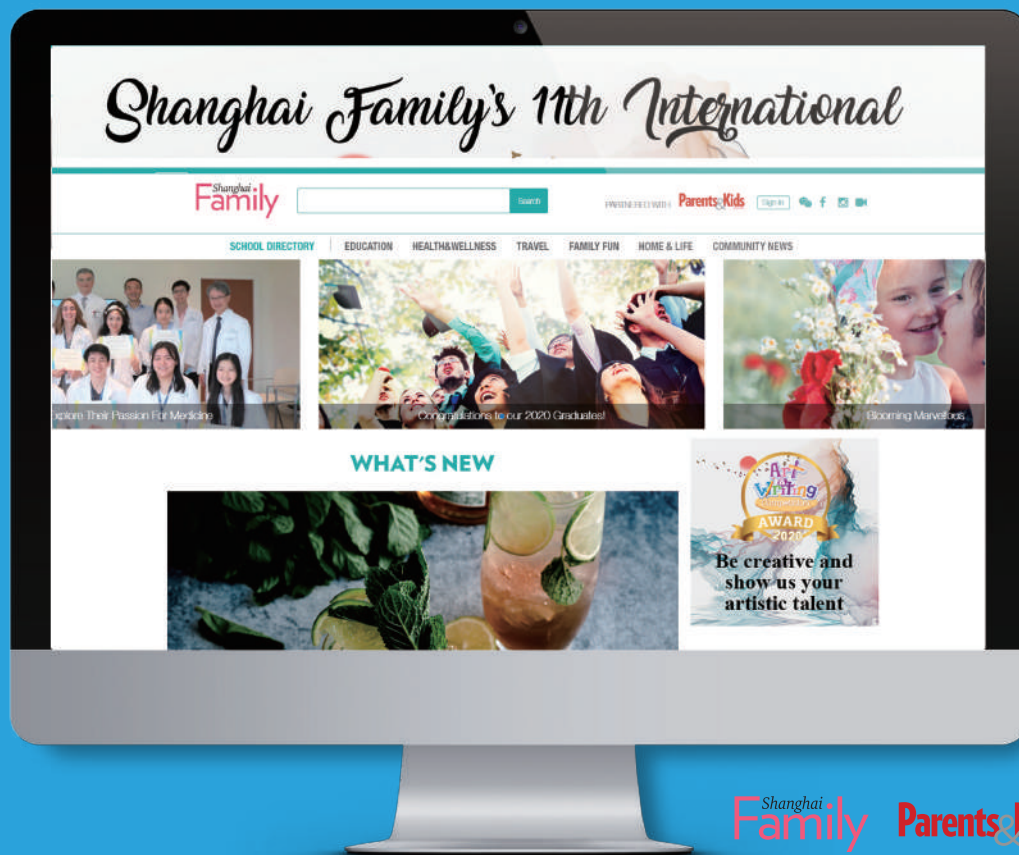 Shanghai Family's 11th International
Shanghai
Family
Search
PARTNERED WITH Parents&Kids
Sign in
SCHOOL DIRECTORY EDUCATION HEALTH&WELLNESS TRAVEL FAMILY FUN HOME & LIFE COMMUNITY NEWS
xplore Their Passion For Medicine
Congratulations to our 2020 Graduates!
Blooming Marvellous
WHAT'S NEW
Art
Writing
AWARD
2020
Be creative and
show us your
artistic talent
Shanghai
Family
Parents&